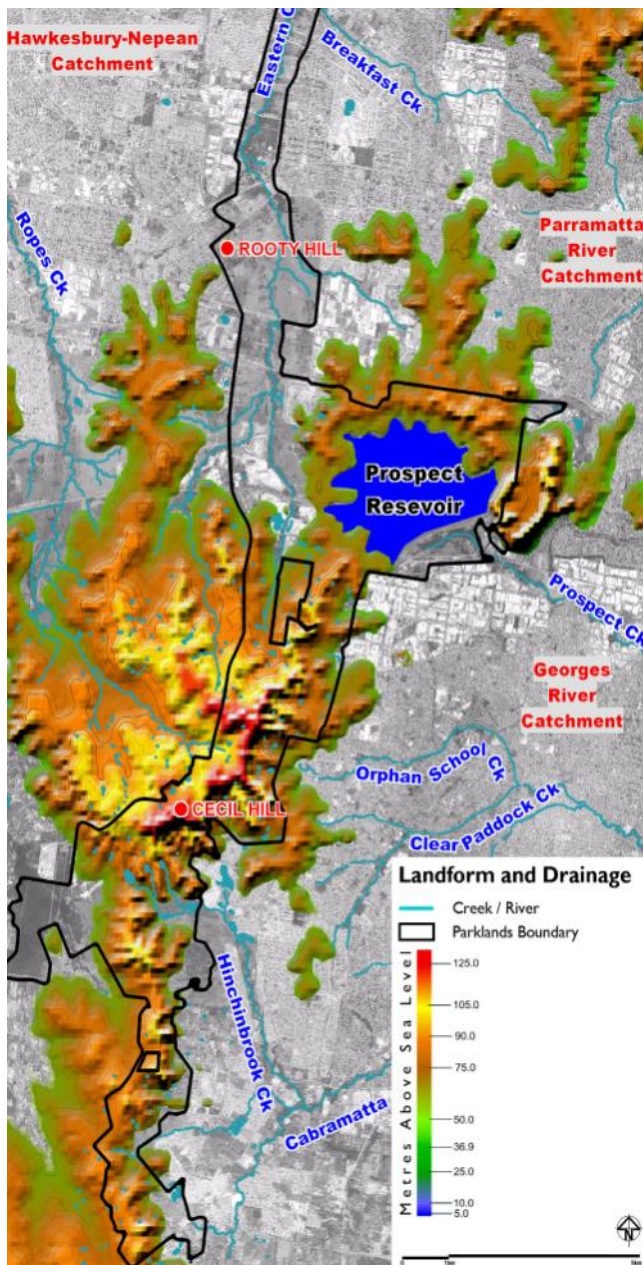 Hawkesbury-Nepean
Catchment
Eastern C
Breakfast Ck
Ropes Ck
ROOTY HILL
Parramatta
River
Catchment
Prospect
Resevoir
Prospect Ck
Georges
River
Catchment
Orphan School Ck
CECIL HILL
Clear Paddock Ck
Hinchinbrook Ck
Cabramatta
Landform and Drainage
Creek / River
Parklands Boundary
Metres Above Sea Level
125.0
105.0
90.0
75.0
50.0
36.9
25.0
10.0
5.0
N
0